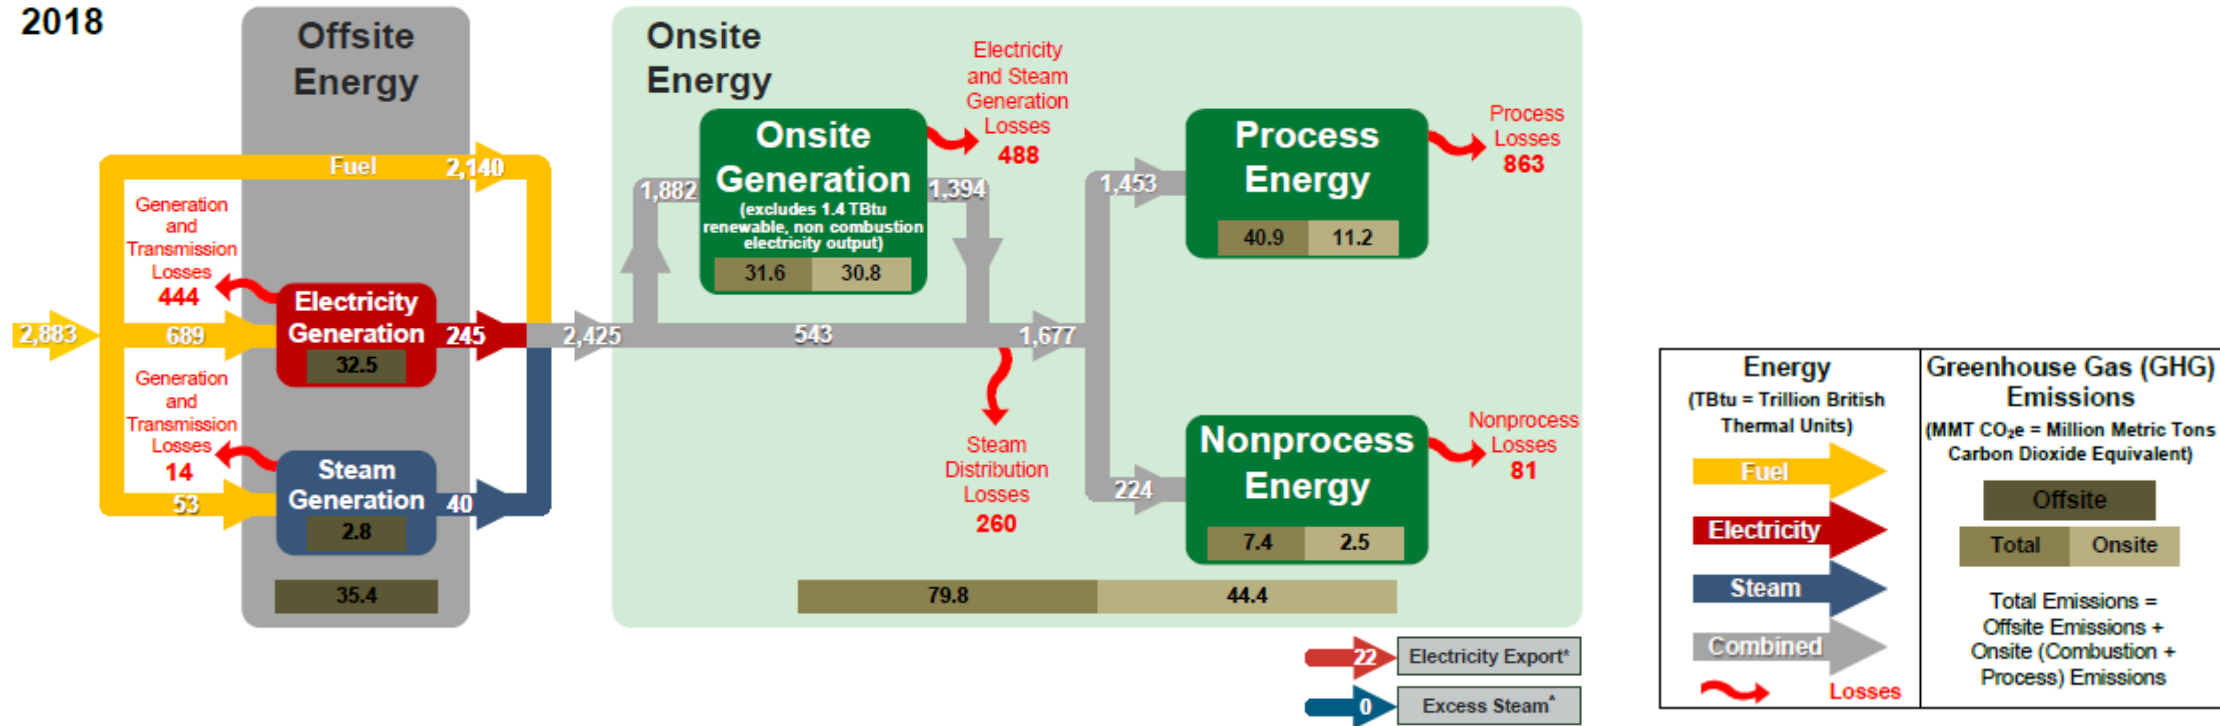 2018
Offsite
Energy
Fuel
2,140
Generation
and
Transmission
Losses
444
2,883
689
Electricity
Generation
32.5
245
Generation
and
Transmission
Losses
14
53
Steam
Generation
2.8
40
35.4
Onsite
Energy
2,425
1,882
Onsite
Generation
(excludes 1.4 TBtu
renewable, non combustion
electricity output)
31.6 30.8
Electricity
and Steam
Generation
Losses
488
1,394
543
1,677
Steam
Distribution
Losses
260
1,453
Process
Energy
40.9 11.2
Process
Losses
863
224
Nonprocess
Energy
7.4 2.5
Nonprocess
Losses
81
79.8 44.4
22 Electricity Export*
0 Excess Steam^
Energy
(TBtu = Trillion British
Thermal Units)
Fuel
Electricity
Steam
Combined
Losses
Greenhouse Gas (GHG)
Emissions
(MMT CO₂e = Million Metric Tons
Carbon Dioxide Equivalent)
Offsite
Total Onsite
Total Emissions =
Offsite Emissions +
Onsite (Combustion +
Process) Emissions